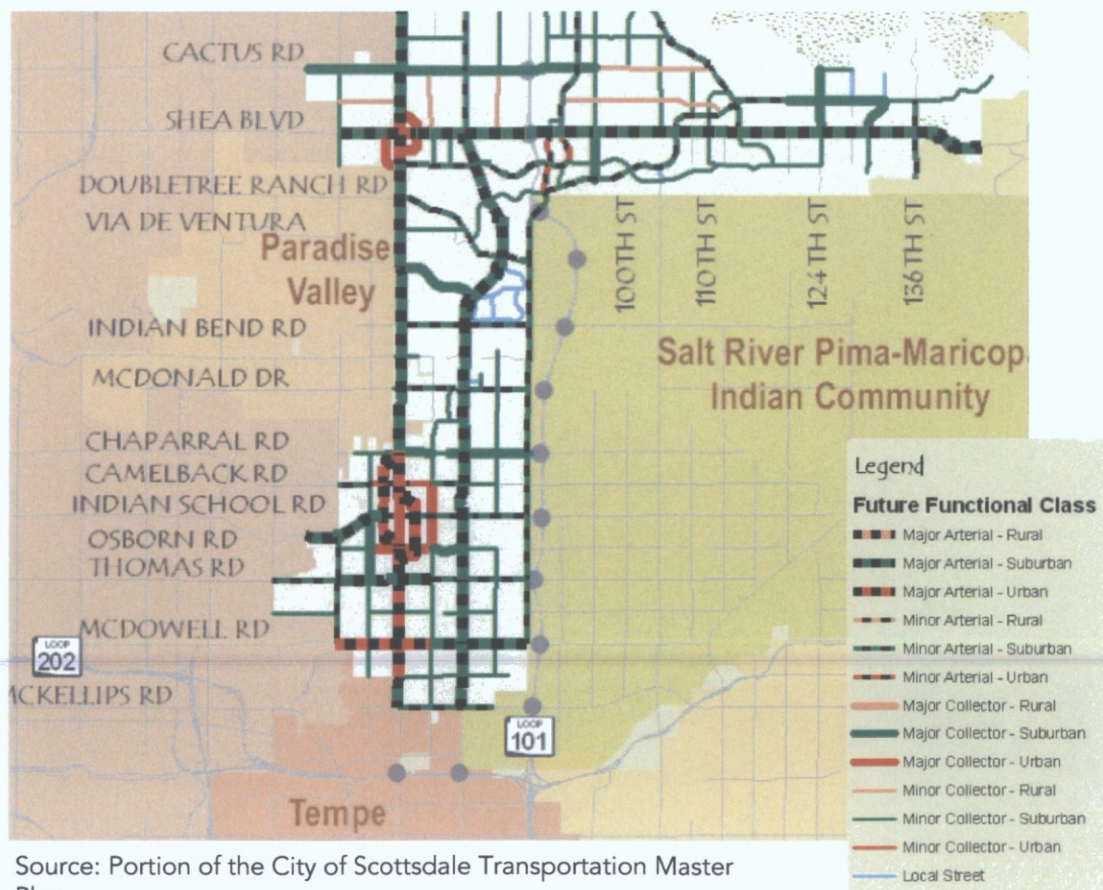 CACTUS RD
SHEA BLVD
DOUBLETREE RANCH RD
VIA DE VENTURA
Paradise
Valley
INDIAN BEND RD
MCDONALD DR
CHAPARRAL RD
CAMELBACK RD
INDIAN SCHOOL RD
OSBORN RD
THOMAS RD
MCDOWELL RD
LOOP
202
MCKELLIPS RD
100TH ST
110TH ST
124TH ST
136TH ST
Salt River Pima-Maricop
Indian Community
LOOP
101
Tempe
Legend
Future Functional Class
Major Arterial - Rural
Major Arterial - Suburban
Major Arterial - Urban
Minor Arterial - Rural
Minor Arterial - Suburban
Minor Arterial - Urban
Major Collector - Rural
Major Collector - Suburban
Major Collector - Urban
Minor Collector - Rural
Minor Collector - Suburban
Minor Collector - Urban
Local Street
Source: Portion of the City of Scottsdale Transportation Master